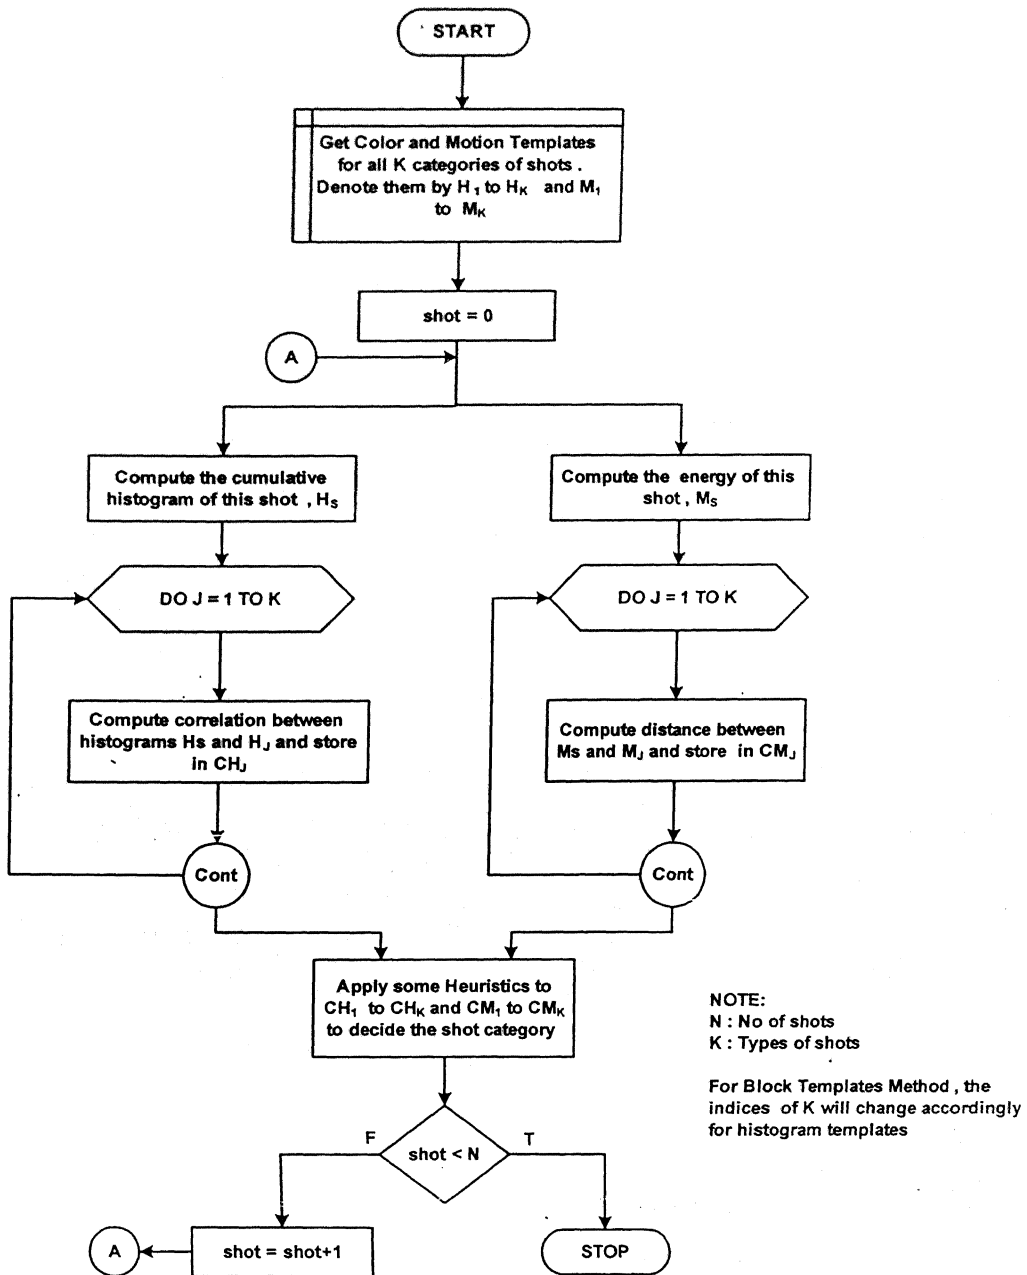 START
Get Color and Motion Templates
for all K categories of shots .
Denote them by H1 to HK and M1
to MK
shot = 0
A
Compute the cumulative
histogram of this shot , HS
Compute the energy of this
shot , MS
DO J = 1 TO K
DO J = 1 TO K
Compute correlation between
histograms Hs and HJ and store
in CHJ
Compute distance between
Ms and MJ and store in CMJ
Cont
Cont
Apply some Heuristics to
CH1 to CHK and CM1 to CMK
to decide the shot category
NOTE:
N : No of shots
K : Types of shots
For Block Templates Method , the
indices of K will change accordingly
for histogram templates
F
shot < N
T
A
shot = shot+1
STOP